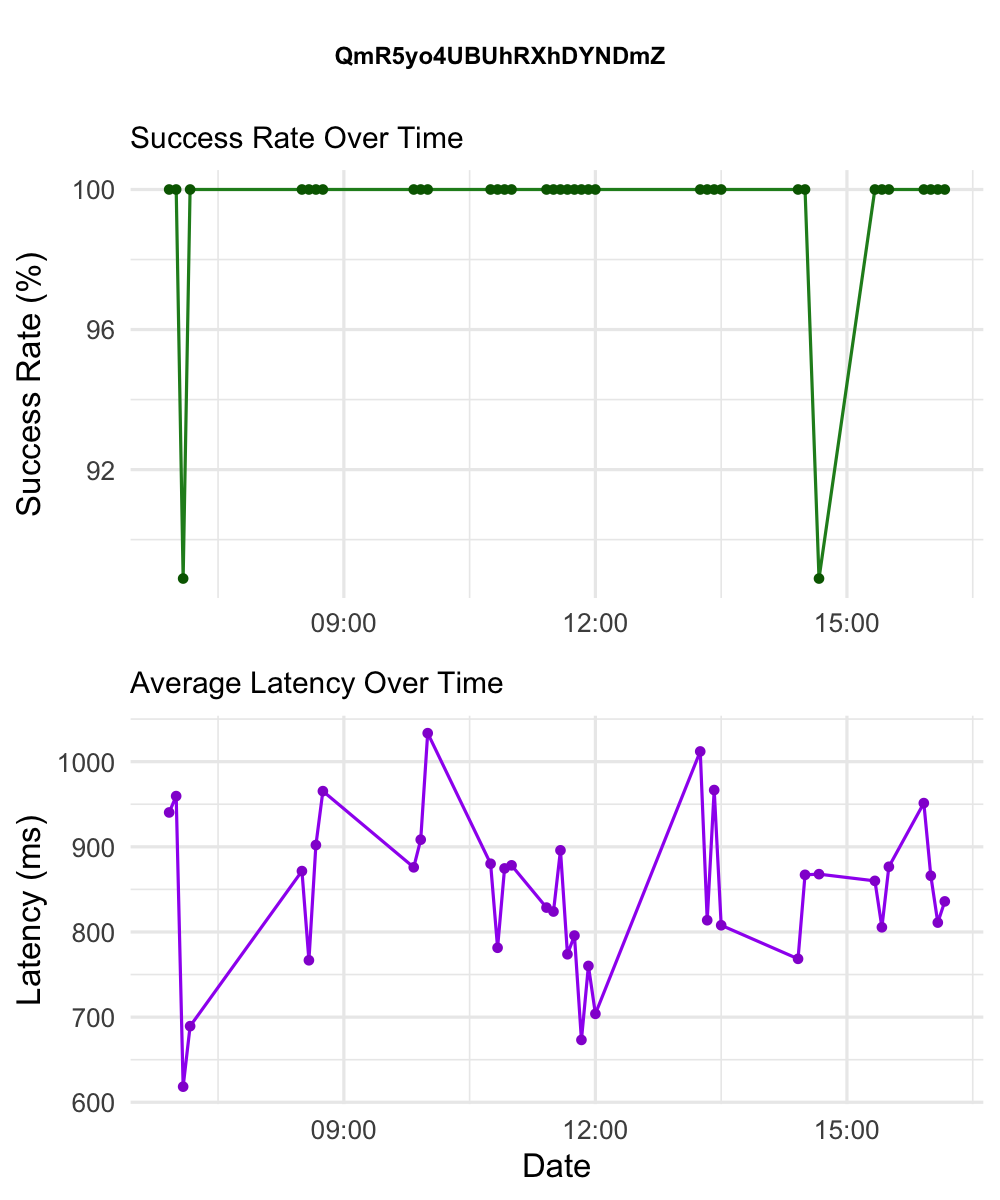 QmR5yo4UBUhRXhDYNDmZ
Success Rate Over Time
Success Rate (%)
100
96
92
09:00 12:00 15:00
Average Latency Over Time
Latency (ms)
1000
900
800
700
600
09:00 12:00 15:00
Date